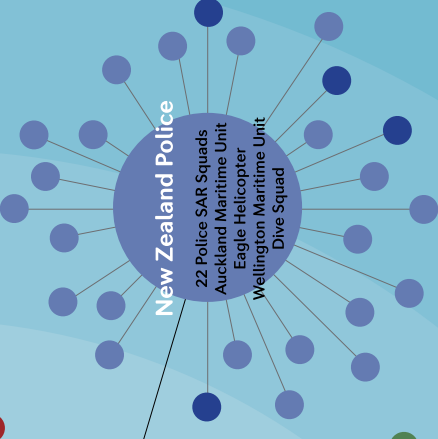 New Zealand Police
22 Police SAR Squads
Auckland Maritime Unit
Eagle Helicopter
Wellington Maritime Unit
Dive Squad